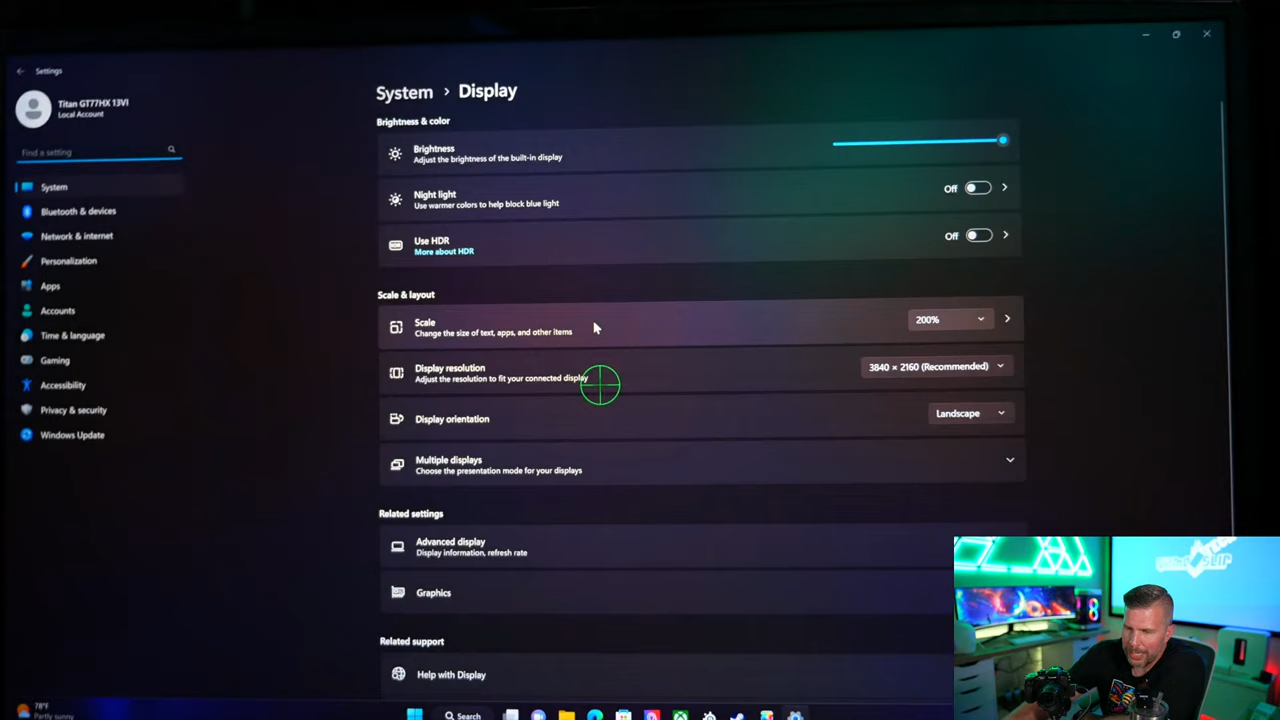 Settings
Titan GT77HX 13VI
Local Account
Find a setting
System
Bluetooth & devices
Network & internet
Personalization
Apps
Accounts
Time & language
Gaming
Accessibility
Privacy & security
Windows Update
System > Display
Brightness & color
Brightness
Adjust the brightness of the built-in display
Night light
Use warmer colors to help block blue light
Off
Use HDR
More about HDR
Off
Scale & layout
Scale
Change the size of text, apps, and other items
200%
Display resolution
Adjust the resolution to fit your connected display
3840 × 2160 (Recommended)
Display orientation
Landscape
Multiple displays
Choose the presentation mode for your displays
Related settings
Advanced display
Display information, refresh rate
Graphics
Related support
Help with Display
78°F
Partly sunny
Search